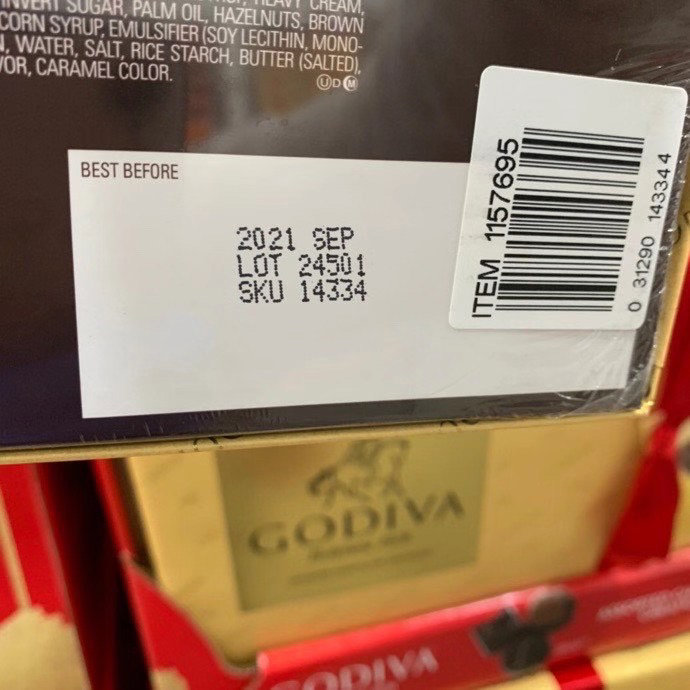 INVERT SUGAR, PALM OIL, HAZELNUTS, BROWN
CORN SYRUP, EMULSIFIER (SOY LECITHIN, MONO-
, WATER, SALT, RICE STARCH, BUTTER (SALTED),
VOR, CARAMEL COLOR.
UD M
BEST BEFORE
2021 SEP
LOT 24501
SKU 14334
ITEM 1157695
0 31290 14334 4
GODIVA
GODIVA